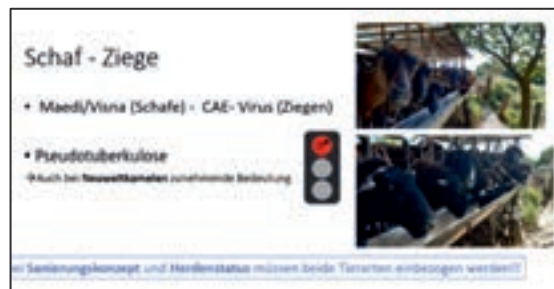 Schaf - Ziege
• Maedi/Visna (Schafe) - CAE- Virus (Ziegen)
• Pseudotuberkulose
→Auch bei Neuweltkamelen zunehmende Bedeutung
ei Sanierungskonzept und Herdenstatus müssen beide Tierarten einbezogen werden!!!